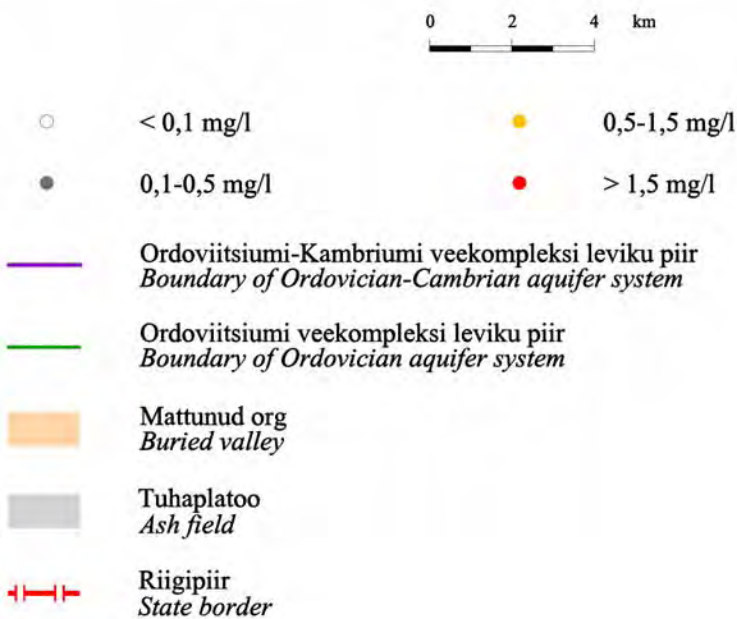 0 2 4 km
< 0,1 mg/l
0,5-1,5 mg/l
0,1-0,5 mg/l
> 1,5 mg/l
Ordoviitsiumi-Kambriumi veekompleksi leviku piir
Boundary of Ordovician-Cambrian aquifer system
Ordoviitsiumi veekompleksi leviku piir
Boundary of Ordovician aquifer system
Mattunud org
Buried valley
Tuhaplatoo
Ash field
Riigipiir
State border